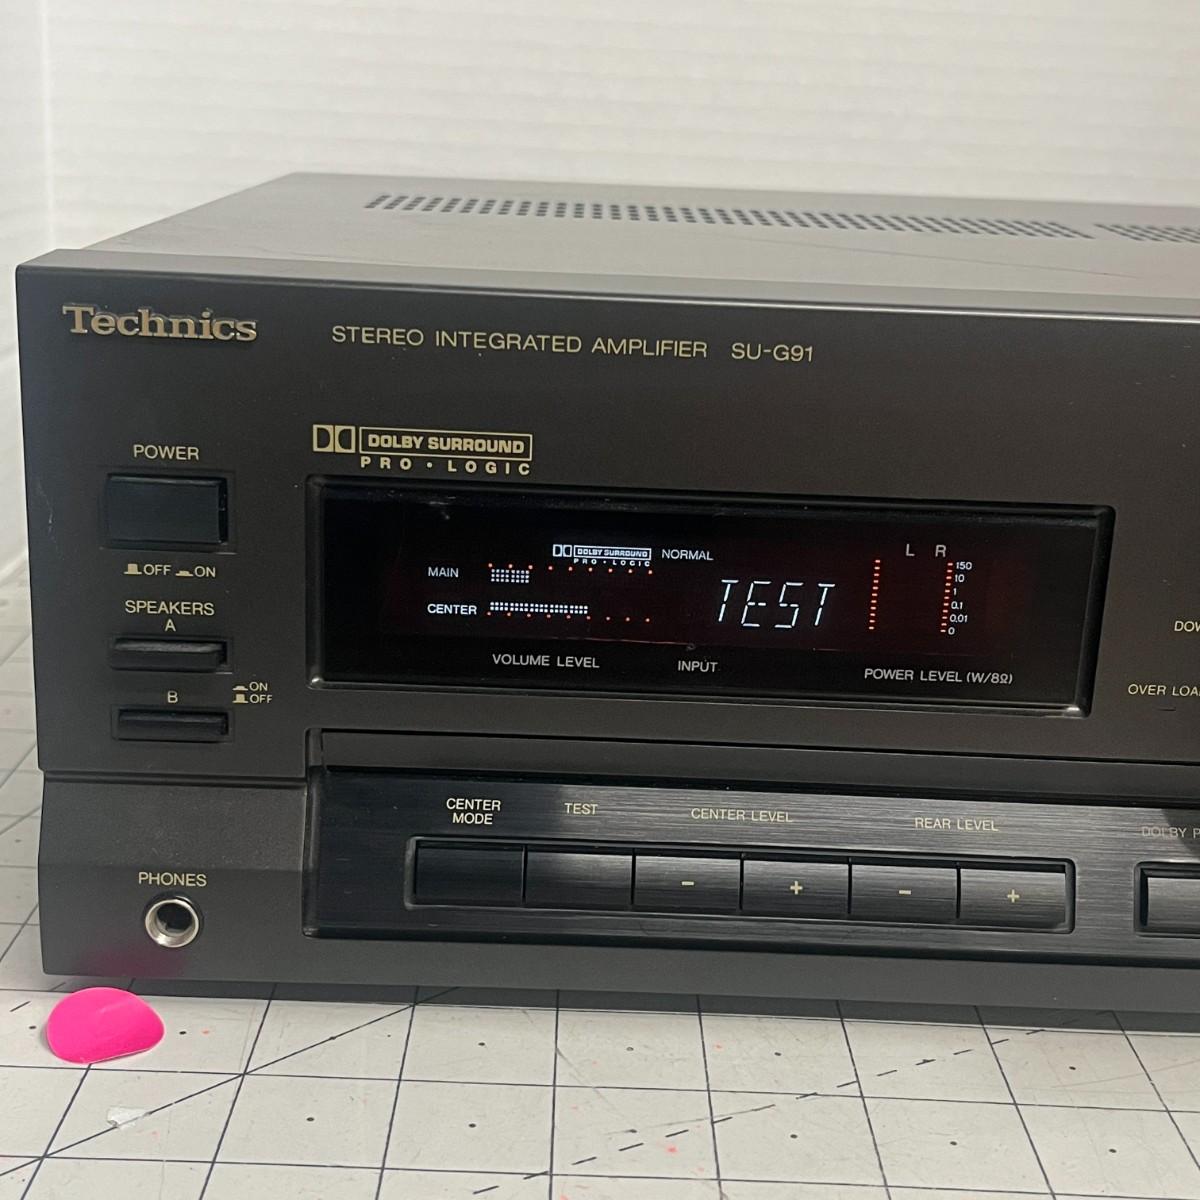 Technics
STEREO INTEGRATED AMPLIFIER SU-G91
DOLBY SURROUND
PRO • LOGIC
POWER
OFF ON
SPEAKERS
A
B
ON
OFF
PHONES
DOLBY SURROUND
PRO • LOGIC
NORMAL
MAIN
CENTER
TEST
L R
150
10
1
0.1
0.01
0
VOLUME LEVEL
INPUT
POWER LEVEL (W/8Ω)
CENTER
MODE
TEST
CENTER LEVEL
REAR LEVEL
- + - +
DOLBY
OVER